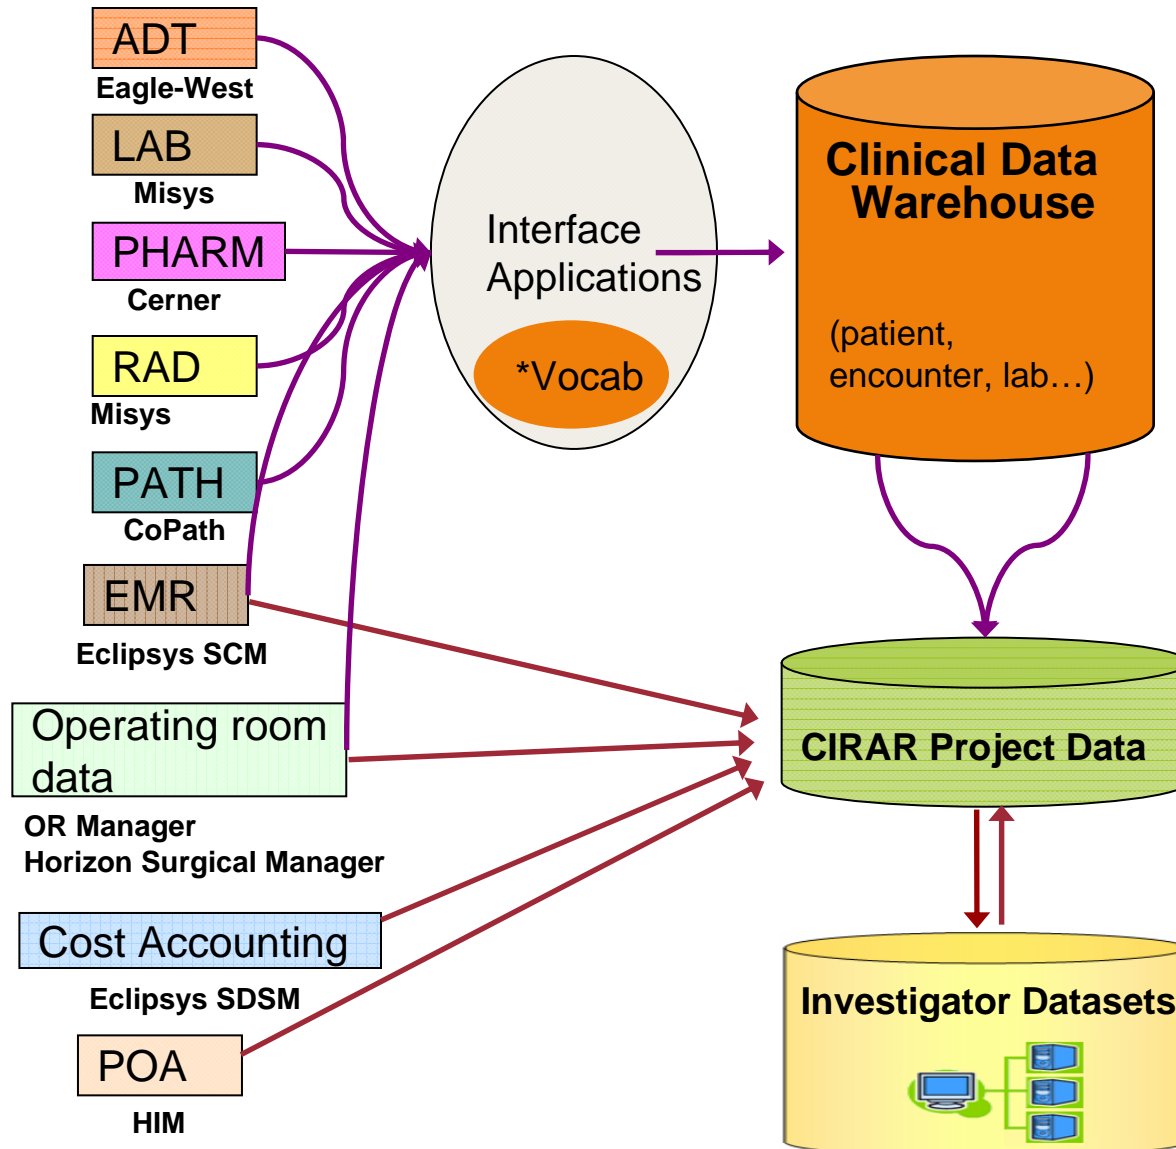 ADT
Eagle-West
LAB
Misys
PHARM
Cerner
RAD
Misys
PATH
CoPath
EMR
Eclipsys SCM
Operating room
data
OR Manager
Horizon Surgical Manager
Cost Accounting
Eclipsys SDSM
POA
HIM
Interface
Applications
*Vocab
Clinical Data
Warehouse
(patient,
encounter, lab…)
CIRAR Project Data
Investigator Datasets